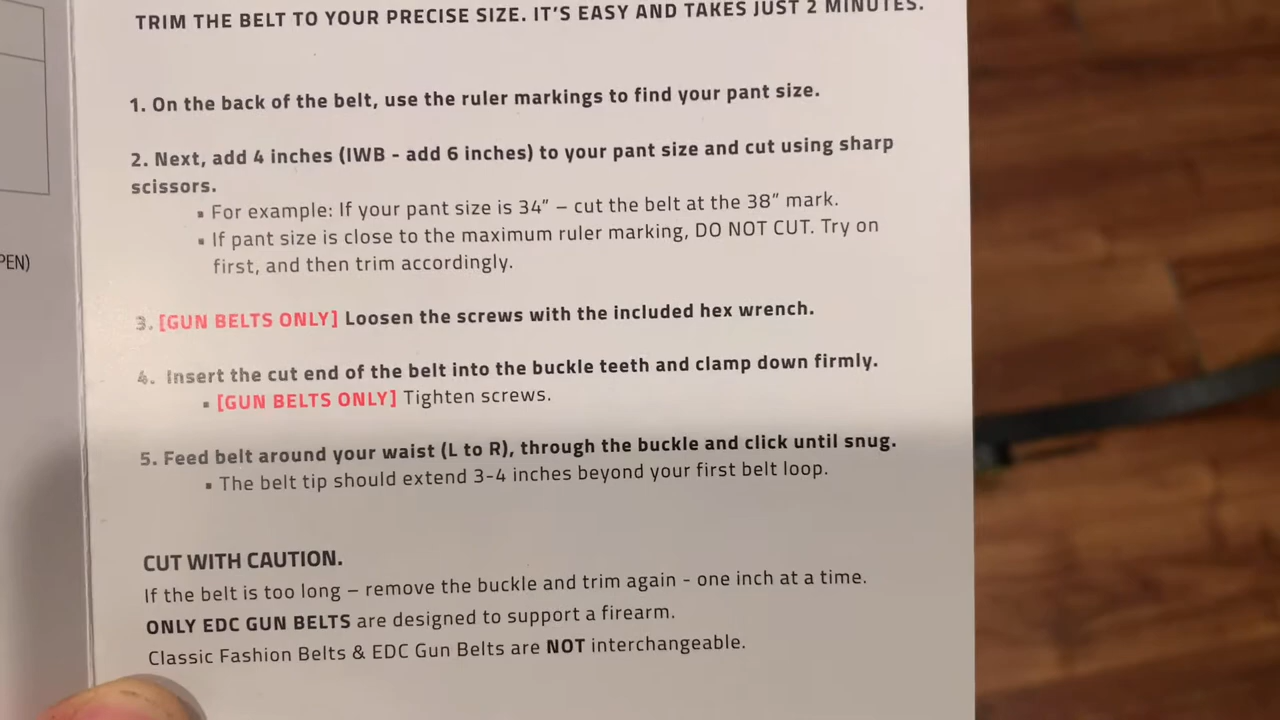 TRIM THE BELT TO YOUR PRECISE SIZE. IT'S EASY AND TAKES JUST 2 MINUTES.
1. On the back of the belt, use the ruler markings to find your pant size.
2. Next, add 4 inches (IWB - add 6 inches) to your pant size and cut using sharp
scissors.
▪ For example: If your pant size is 34” – cut the belt at the 38” mark.
▪ If pant size is close to the maximum ruler marking, DO NOT CUT. Try on
first, and then trim accordingly.
PEN)
3. [GUN BELTS ONLY] Loosen the screws with the included hex wrench.
4. Insert the cut end of the belt into the buckle teeth and clamp down firmly.
▪ [GUN BELTS ONLY] Tighten screws.
5. Feed belt around your waist (L to R), through the buckle and click until snug.
▪ The belt tip should extend 3-4 inches beyond your first belt loop.
CUT WITH CAUTION.
If the belt is too long – remove the buckle and trim again - one inch at a time.
ONLY EDC GUN BELTS are designed to support a firearm.
Classic Fashion Belts & EDC Gun Belts are NOT interchangeable.